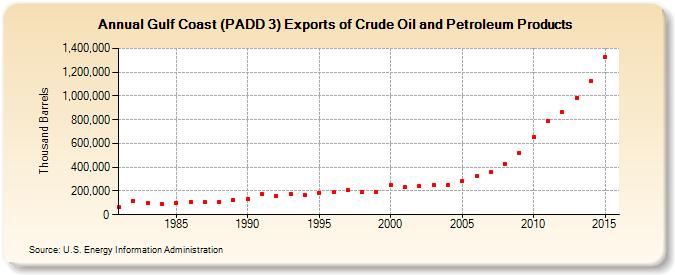 Annual Gulf Coast (PADD 3) Exports of Crude Oil and Petroleum Products
Thousand Barrels
1,400,000
1,200,000
1,000,000
800,000
600,000
400,000
200,000
0
1985 1990 1995 2000 2005 2010 2015
Source: U.S. Energy Information Administration